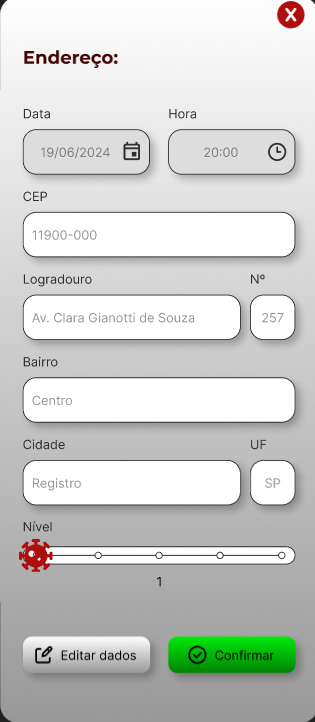 X
Endereço:
Data Hora
19/06/2024 20:00
CEP
11900-000
Logradouro Nº
Av. Clara Gianotti de Souza 257
Bairro
Centro
Cidade UF
Registro SP
Nível
1
Editar dados Confirmar